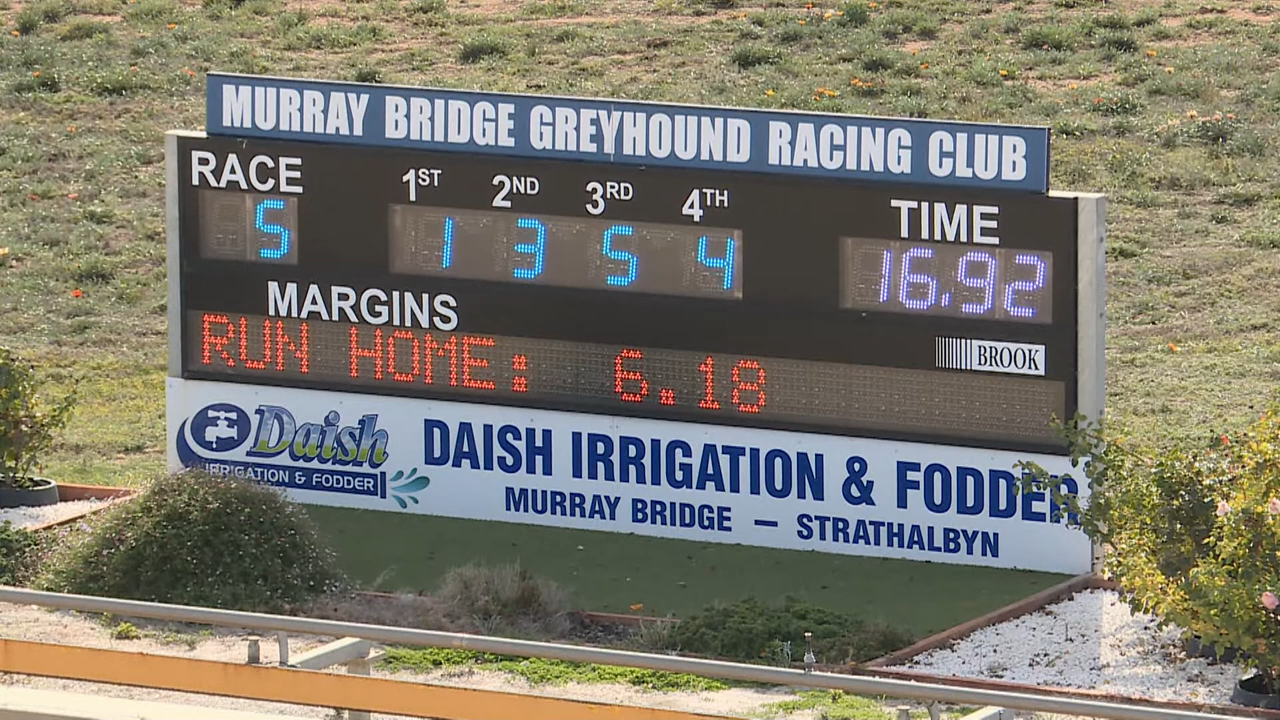 MURRAY BRIDGE GREYHOUND RACING CLUB
RACE 1ST 2ND 3RD 4TH TIME
5 1 3 5 4 16.92
MARGINS
BROOK
RUN HOME: 6.18
Daish
IRRIGATION & FODDER
DAISH IRRIGATION & FODDER
MURRAY BRIDGE – STRATHALBYN